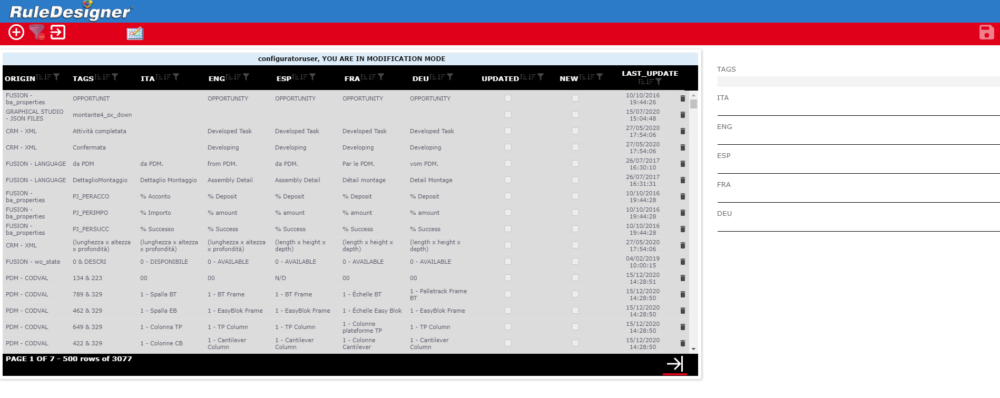 RuleDesigner
configuratoruser, YOU ARE IN MODIFICATION MODE
ORIGIN TAGS ITA ENG ESP FRA DEU UPDATED NEW LAST_UPDATE
FUSION - ba_properties OPPORTUNIT OPPORTUNITY OPPORTUNITY OPPORTUNITY OPPORTUNITY 10/10/2016 19:44:26
GRAPHICAL STUDIO - JSON FILES montante4_sx_down 15/07/2020 15:04:48
CRM - XML Attività completata Developed Task Developed Task Developed Task Developed Task 27/05/2020 17:54:06
CRM - XML Confermata Developing Developing Developing Developing 27/05/2020 17:54:06
FUSION - LANGUAGE da PDM da PDM. from PDM. da PDM. Par le PDM. vom PDM. 26/07/2017 16:30:10
FUSION - LANGUAGE DettaglioMontaggio Dettaglio Montaggio Assembly Detail Assembly Detail Détail montage Detail Montage 26/07/2017 16:31:31
FUSION - ba_properties PJ_PERACCO % Acconto % Deposit % Deposit % Deposit % Deposit 10/10/2016 19:44:28
FUSION - ba_properties PJ_PERIMPO % Importo % amount % amount % amount % amount 10/10/2016 19:44:28
FUSION - ba_properties PJ_PERSUCC % Successo % Success % Success % Success % Success 10/10/2016 19:44:28
CRM - XML (lunghezza x altezza x profondità) (lunghezza x altezza x profondità) (lunghezza x altezza x profondità) (length x height x depth) (length x height x depth) (length x height x depth) 27/05/2020 17:54:06
FUSION - wo_state 0 & DESCRI 0 - DISPONIBILE 0 - AVAILABLE 0 - AVAILABLE 0 - AVAILABLE 0 - AVAILABLE 04/02/2019 10:00:15
PDM - CODVAL 134 & 223 00 00 N/D 00 00 15/12/2020 14:28:51
PDM - CODVAL 789 & 329 1 - Spalla BT 1 - BT Frame 1 - BT Frame 1 - Échelle BT 1 - Palletrack Frame BT 15/12/2020 14:28:50
PDM - CODVAL 462 & 329 1 - Spalla EB 1 - EasyBlok Frame 1 - EasyBlok Frame 1 - Échelle Easy Blok 1 - EasyBlok Frame 15/12/2020 14:28:50
PDM - CODVAL 649 & 329 1 - Colonna TP 1 - TP Column 1 - TP Column 1 - Colonne plateforme TP 1 - TP Column 15/12/2020 14:28:50
PDM - CODVAL 422 & 329 1 - Colonne CB 1 - Cantilever Column 1 - Cantilever Column 1 - Colonne Cantilever 1 - Cantilever Column 15/12/2020 14:28:50
PAGE 1 OF 7 - 500 rows of 3077
TAGS
ITA
ENG
ESP
FRA
DEU